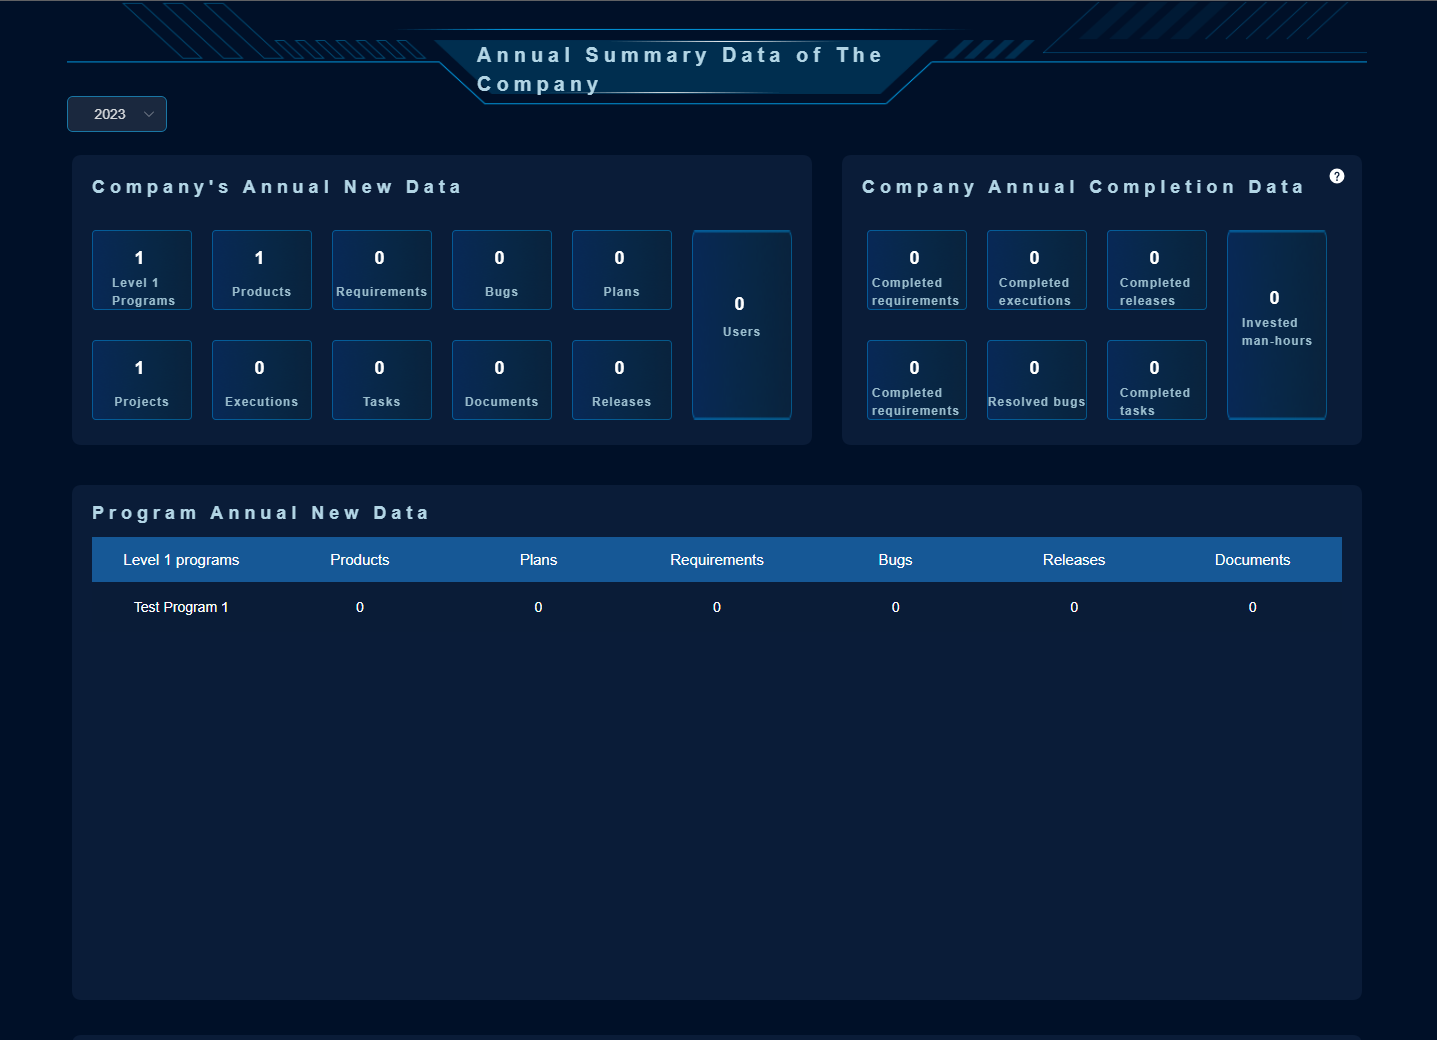 Annual Summary Data of The
Company
2023
Company's Annual New Data
1
Level 1
Programs
1
Products
0
Requirements
0
Bugs
0
Plans
0
Users
1
Projects
0
Executions
0
Tasks
0
Documents
0
Releases
Company Annual Completion Data
?
0
Completed
requirements
0
Completed
executions
0
Completed
releases
0
Invested
man-hours
0
Completed
requirements
0
Resolved bugs
0
Completed
tasks
Program Annual New Data
Level 1 programs Products Plans Requirements Bugs Releases Documents
Test Program 1 0 0 0 0 0 0